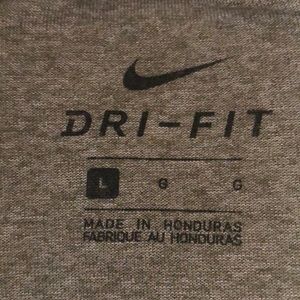 DRI-FIT
L G G
MADE IN HONDURAS
FABRIQUE AU HONDURAS